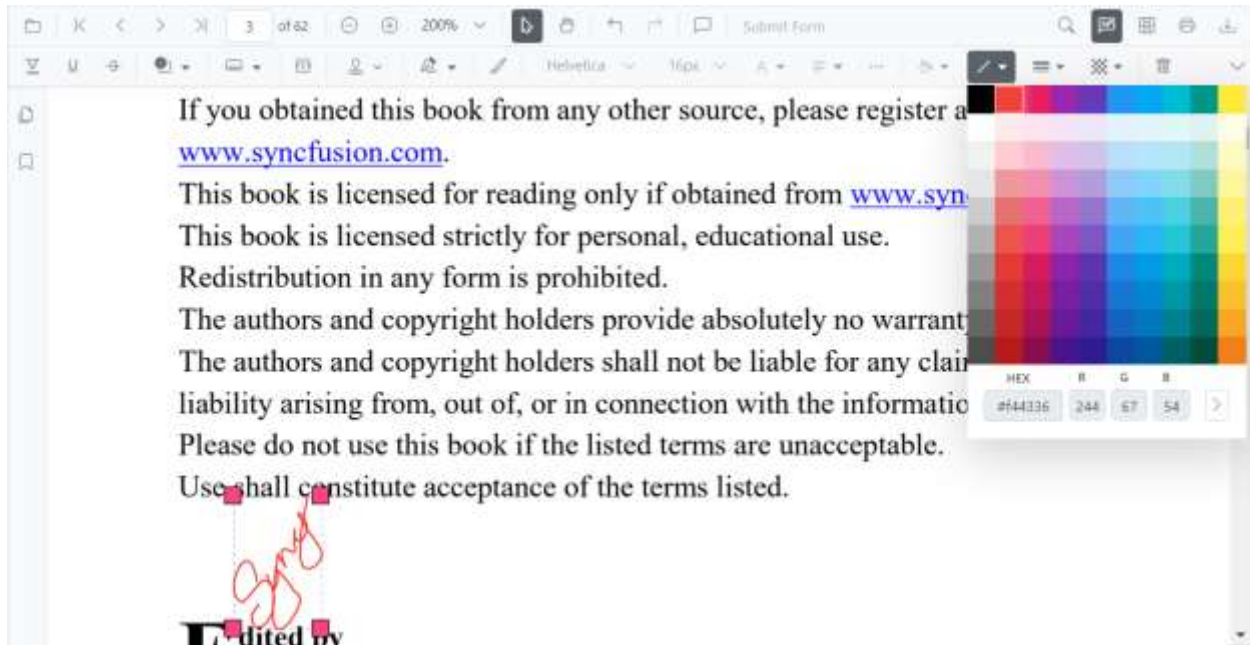 3 of 62 200% Submit Form
Helvetica 16px
If you obtained this book from any other source, please register a
www.syncfusion.com.
This book is licensed for reading only if obtained from www.syn
This book is licensed strictly for personal, educational use.
Redistribution in any form is prohibited.
The authors and copyright holders provide absolutely no warrant
The authors and copyright holders shall not be liable for any clai
liability arising from, out of, or in connection with the informatio
Please do not use this book if the listed terms are unacceptable.
Use shall constitute acceptance of the terms listed.
HEX R G B
#f44336 244 67 54
Sync
Edited by